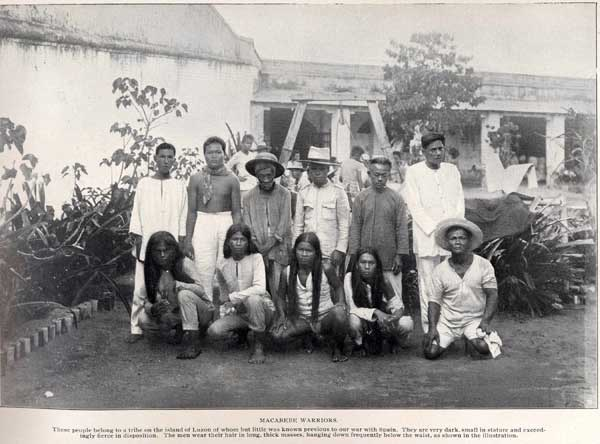 MACABEBE WARRIORS.
These people belong to a tribe on the island of Luzon of whom but little was known previous to our war with Spain. They are very dark, small in stature and exceed-
ingly fierce in disposition. The men wear their hair in long, thick masses, hanging down frequently below the waist, as shown in the illustration.